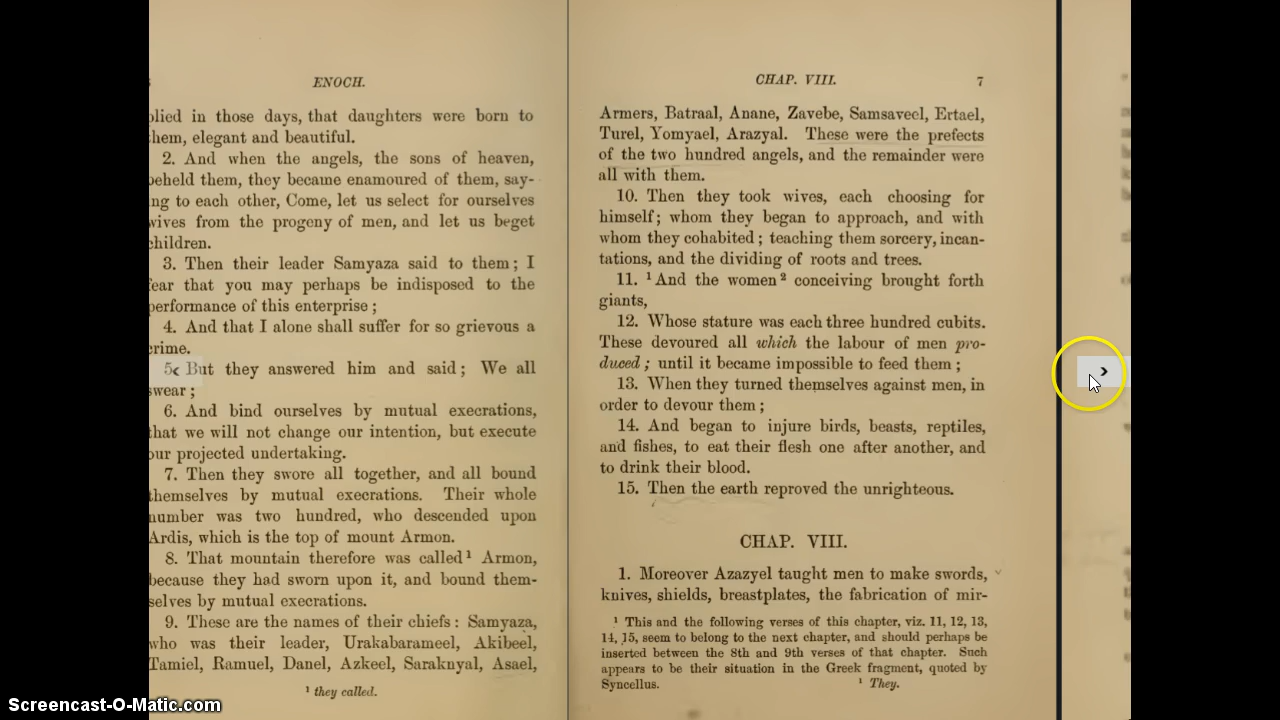 ENOCH.
plied in those days, that daughters were born to
them, elegant and beautiful.
2. And when the angels, the sons of heaven,
beheld them, they became enamoured of them, say-
ing to each other, Come, let us select for ourselves
wives from the progeny of men, and let us beget
children.
3. Then their leader Samyaza said to them; I
fear that you may perhaps be indisposed to the
performance of this enterprise;
4. And that I alone shall suffer for so grievous a
crime.
5. But they answered him and said; We all
swear;
6. And bind ourselves by mutual execrations,
that we will not change our intention, but execute
our projected undertaking.
7. Then they swore all together, and all bound
themselves by mutual execrations. Their whole
number was two hundred, who descended upon
Ardis, which is the top of mount Armon.
8. That mountain therefore was called¹ Armon,
because they had sworn upon it, and bound them-
selves by mutual execrations.
9. These are the names of their chiefs: Samyaza,
who was their leader, Urakabarameel, Akibeel,
Tamiel, Ramuel, Danel, Azkeel, Saraknyal, Asael,
¹ they called.
CHAP. VIII. 7
Armers, Batraal, Anane, Zavebe, Samsaveel, Ertael,
Turel, Yomyael, Arazyal. These were the prefects
of the two hundred angels, and the remainder were
all with them.
10. Then they took wives, each choosing for
himself; whom they began to approach, and with
whom they cohabited; teaching them sorcery, incan-
tations, and the dividing of roots and trees.
11. ¹ And the women ² conceiving brought forth
giants,
12. Whose stature was each three hundred cubits.
These devoured all which the labour of men pro-
duced; until it became impossible to feed them;
13. When they turned themselves against men, in
order to devour them;
14. And began to injure birds, beasts, reptiles,
and fishes, to eat their flesh one after another, and
to drink their blood.
15. Then the earth reproved the unrighteous.
CHAP. VIII.
1. Moreover Azazyel taught men to make swords,
knives, shields, breastplates, the fabrication of mir-
¹ This and the following verses of this chapter, viz. 11, 12, 13,
14, 15, seem to belong to the next chapter, and should perhaps be
inserted between the 8th and 9th verses of that chapter. Such
appears to be their situation in the Greek fragment, quoted by
Syncellus. ¹ They.
Screencast-O-Matic.com